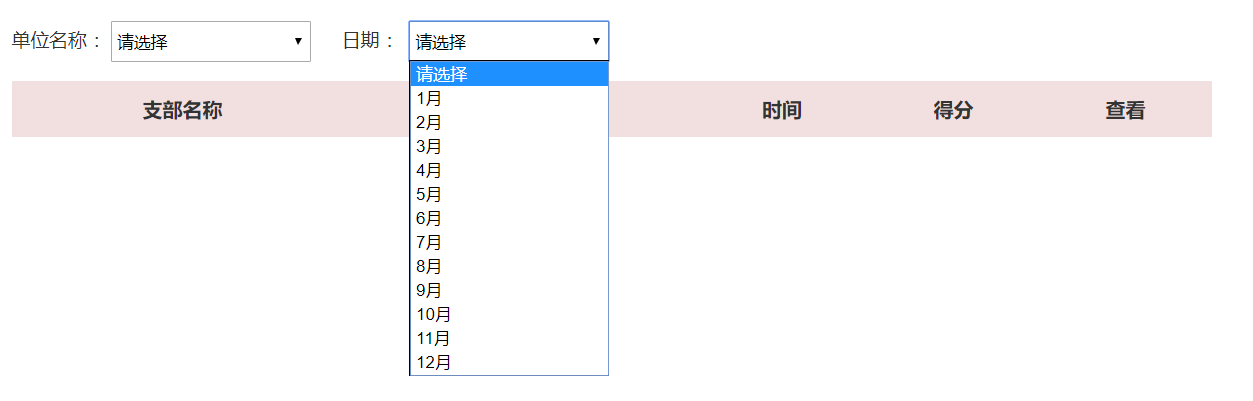 单位名称： 请选择 日期： 请选择
支部名称 时间 得分 查看
请选择
1月
2月
3月
4月
5月
6月
7月
8月
9月
10月
11月
12月